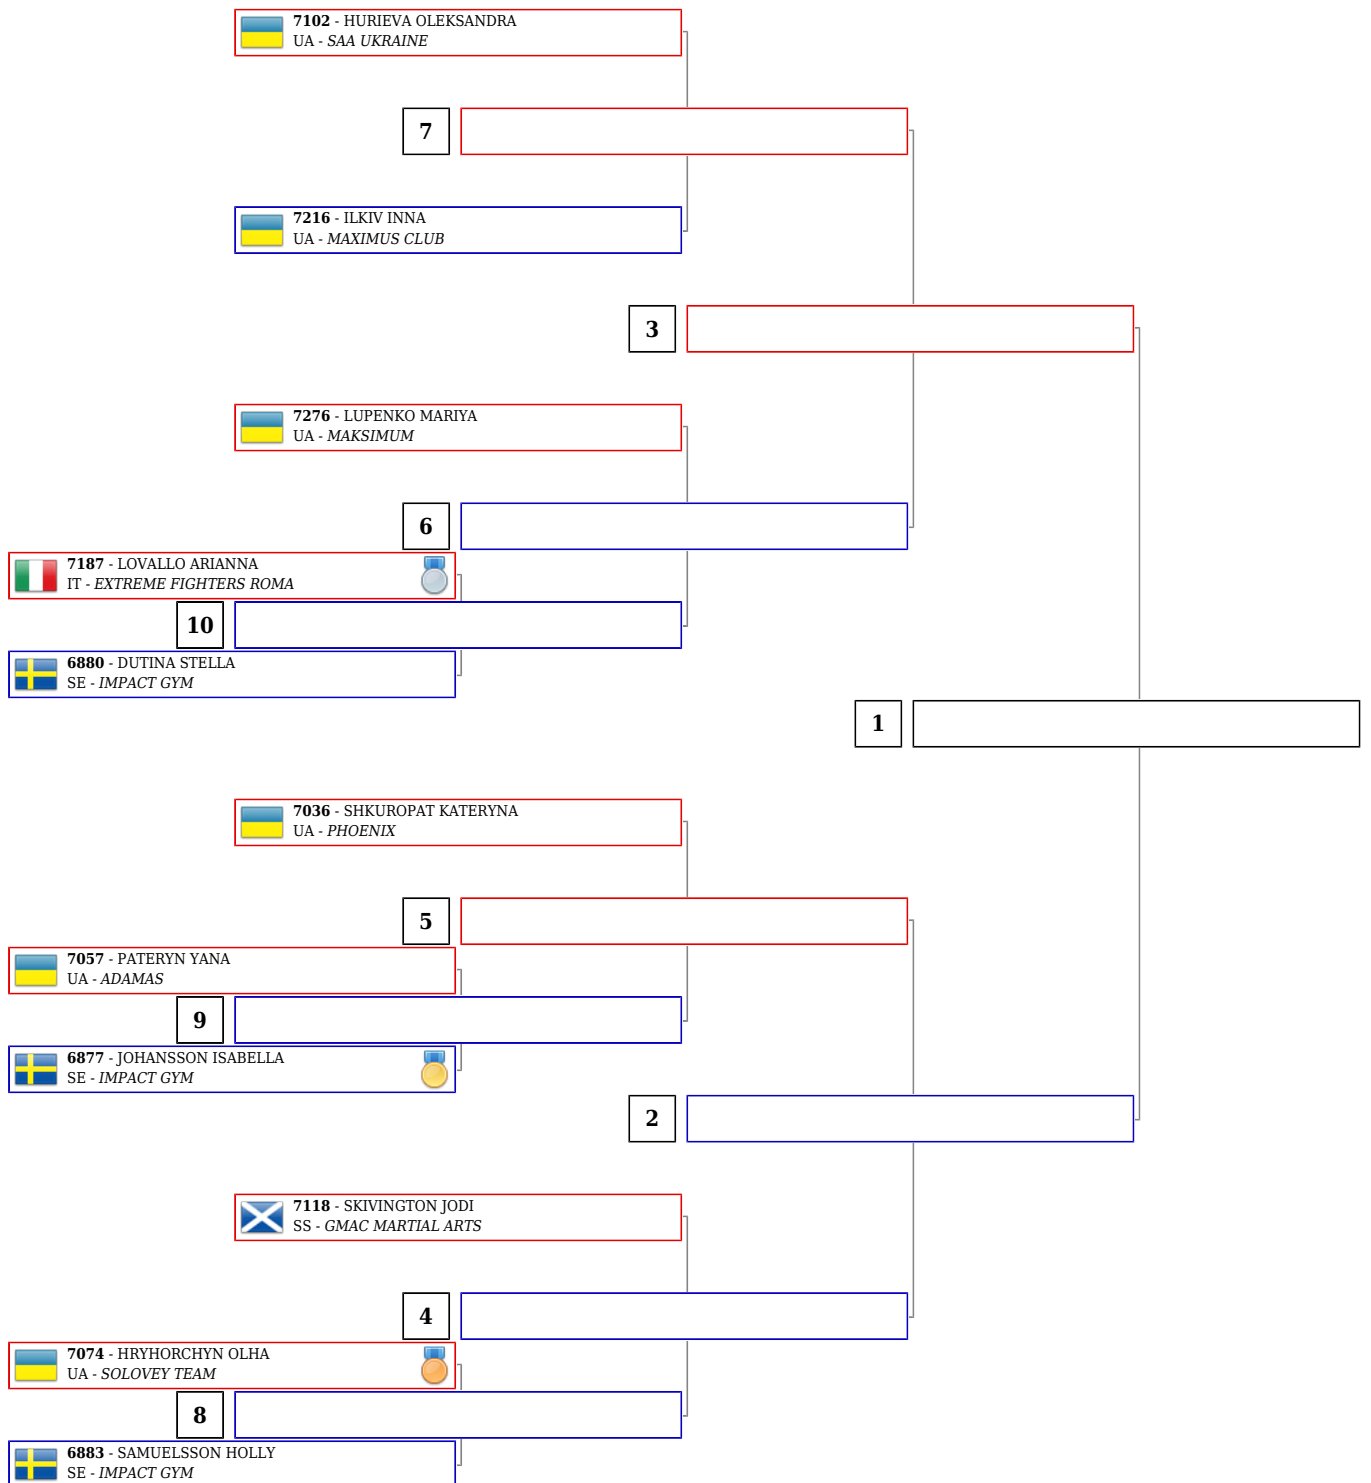 7102 - HURIEVA OLEKSANDRA
UA - SAA UKRAINE
7
7216 - ILKIV INNA
UA - MAXIMUS CLUB
3
7276 - LUPENKO MARIYA
UA - MAKSIMUM
6
7187 - LOVALLO ARIANNA
IT - EXTREME FIGHTERS ROMA
10
6880 - DUTINA STELLA
SE - IMPACT GYM
1
7036 - SHKUROPAT KATERYNA
UA - PHOENIX
5
7057 - PATERYN YANA
UA - ADAMAS
9
6877 - JOHANSSON ISABELLA
SE - IMPACT GYM
2
7118 - SKIVINGTON JODI
SS - GMAC MARTIAL ARTS
4
7074 - HRYHORCHYN OLHA
UA - SOLOVEY TEAM
8
6883 - SAMUELSSON HOLLY
SE - IMPACT GYM